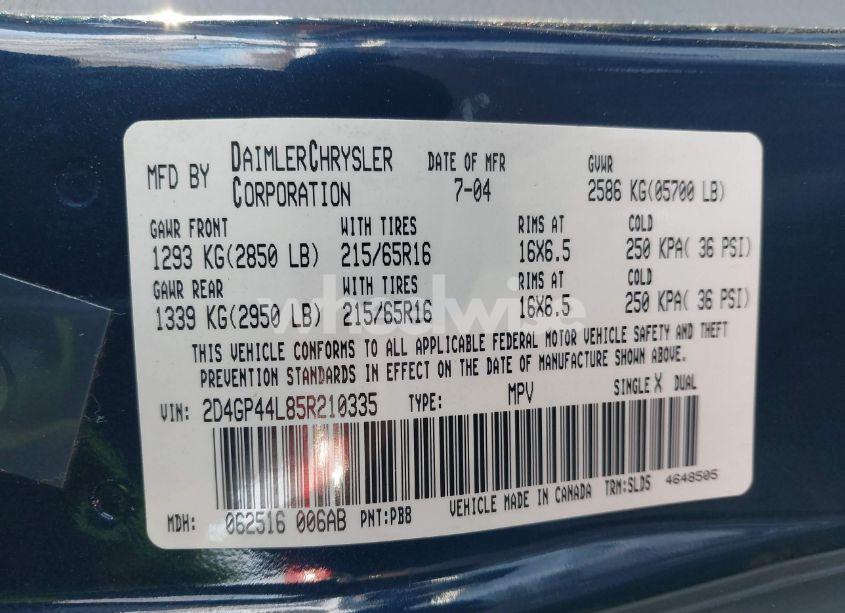 MFD BY DAIMLERCHRYSLER CORPORATION DATE OF MFR 7-04 GVWR 2586 KG(05700 LB)
GAWR FRONT WITH TIRES RIMS AT COLD
1293 KG(2850 LB) 215/65R16 16X6.5 250 KPA( 36 PSI)
GAWR REAR WITH TIRES RIMS AT COLD
1339 KG(2950 LB) 215/65R16 16X6.5 250 KPA( 36 PSI)
wheelwise
THIS VEHICLE CONFORMS TO ALL APPLICABLE FEDERAL MOTOR VEHICLE SAFETY AND THEFT
PREVENTION STANDARDS IN EFFECT ON THE DATE OF MANUFACTURE SHOWN ABOVE.
VIN: 2D4GP44L85R210335 TYPE: MPV SINGLE X DUAL
MDH: 062516 006AB PNT:PB8 VEHICLE MADE IN CANADA TRM:SLD5 4648505